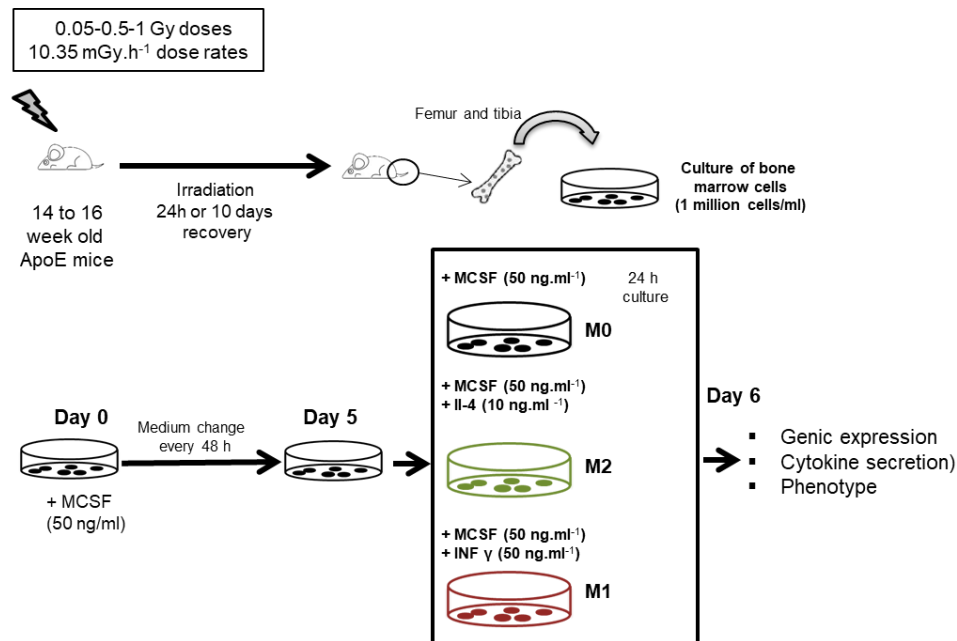 0.05-0.5-1 Gy doses
10.35 mGy.h⁻¹ dose rates
Femur and tibia
Irradiation
24h or 10 days
recovery
14 to 16
week old
ApoE mice
Culture of bone
marrow cells
(1 million cells/ml)
Day 0
+ MCSF
(50 ng/ml)
Medium change
every 48 h
Day 5
+ MCSF (50 ng.ml⁻¹)
24 h
culture
M0
+ MCSF (50 ng.ml⁻¹)
+ Il-4 (10 ng.ml ⁻¹)
M2
+ MCSF (50 ng.ml⁻¹)
+ INF γ (50 ng.ml⁻¹)
M1
Day 6
▪ Genic expression
▪ Cytokine secretion)
▪ Phenotype